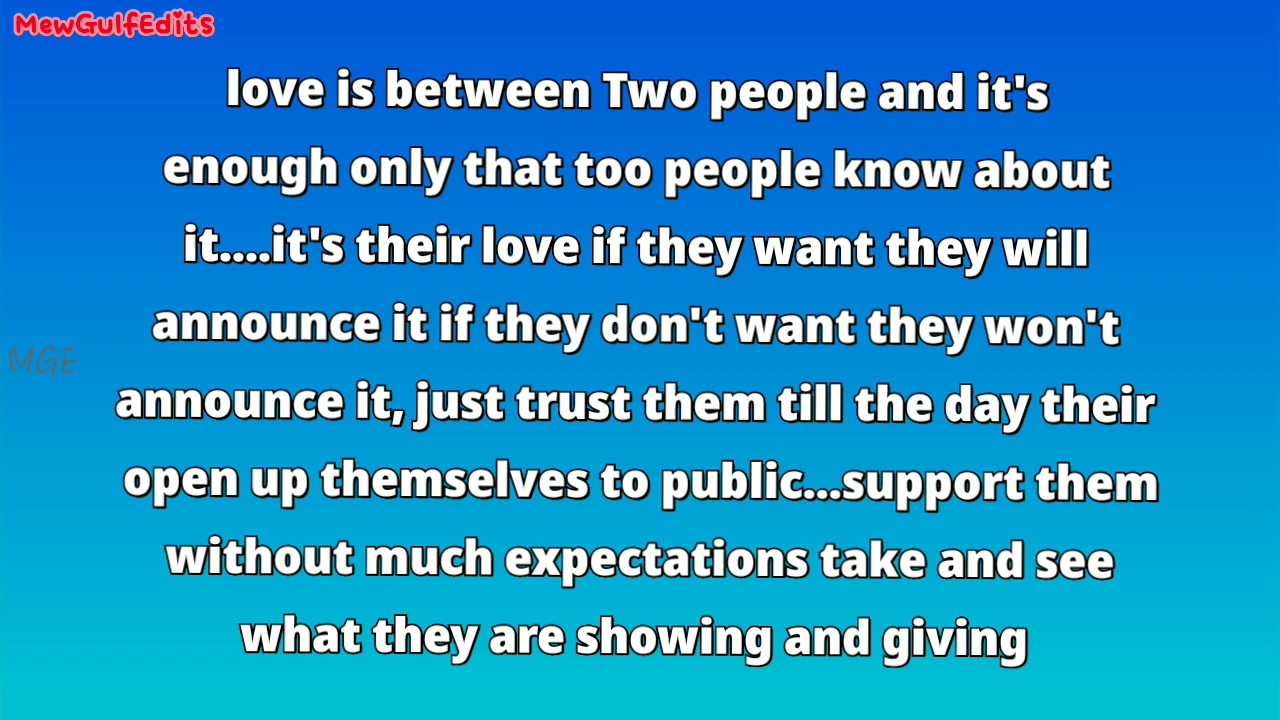 MewGulfEdits
love is between Two people and it's
enough only that too people know about
it....it's their love if they want they will
announce it if they don't want they won't
MGE
announce it, just trust them till the day their
open up themselves to public...support them
without much expectations take and see
what they are showing and giving